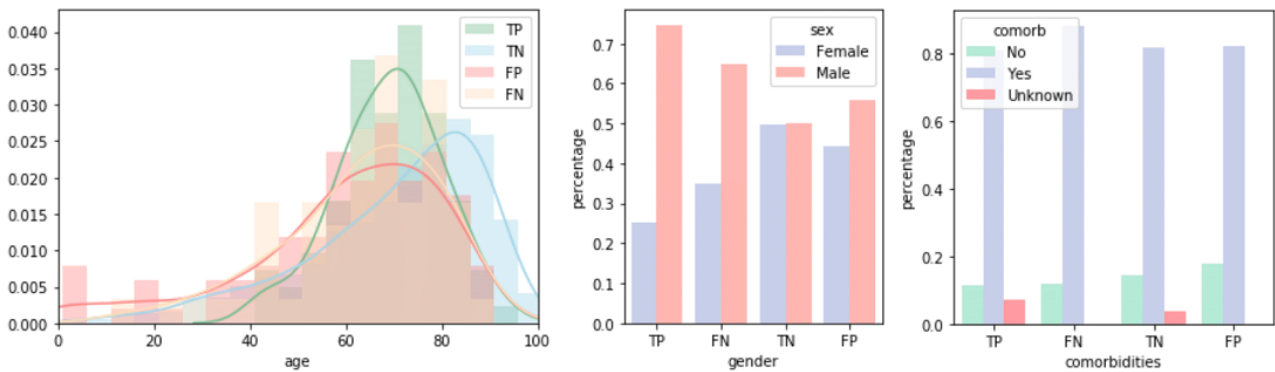 0.040
0.035
0.030
0.025
0.020
0.015
0.010
0.005
0.000
0
20
40
60
80
100
age
TP
TN
FP
FN
percentage
0.7
0.6
0.5
0.4
0.3
0.2
0.1
0.0
sex
Female
Male
TP
FN
TN
FP
gender
percentage
0.8
0.6
0.4
0.2
0.0
comorb
No
Yes
Unknown
TP
FN
TN
FP
comorbidities